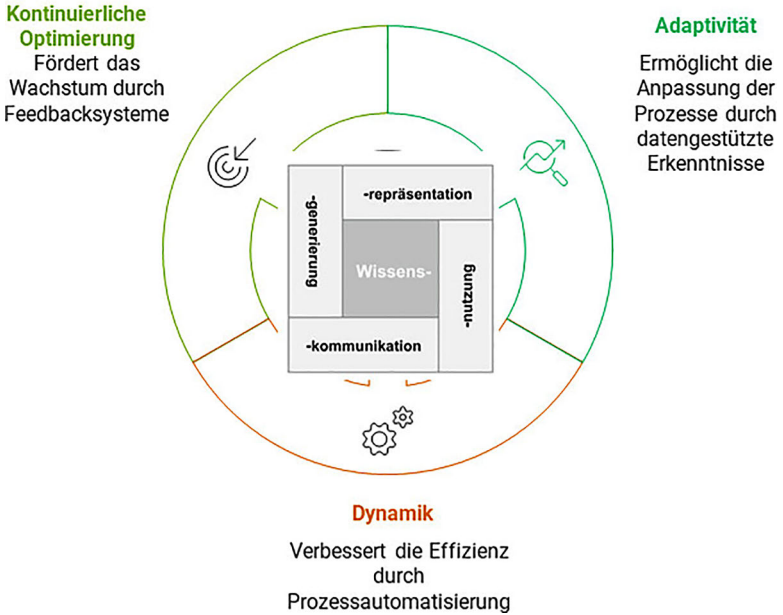 Kontinuierliche
Optimierung
Fördert das
Wachstum durch
Feedbacksysteme
Adaptivität
Ermöglicht die
Anpassung der
Prozesse durch
datengestützte
Erkenntnisse
-repräsentation
-generierung
Wissens-
-nutzung
-kommunikation
Dynamik
Verbessert die Effizienz
durch
Prozessautomatisierung